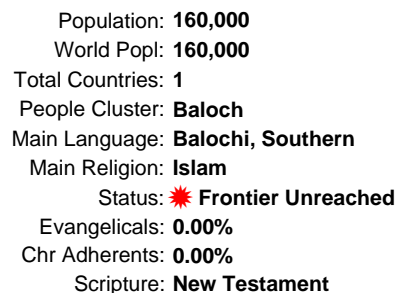 Population: 160,000
World Popl: 160,000
Total Countries: 1
People Cluster: Baloch
Main Language: Balochi, Southern
Main Religion: Islam
Status: Frontier Unreached
Evangelicals: 0.00%
Chr Adherents: 0.00%
Scripture: New Testament